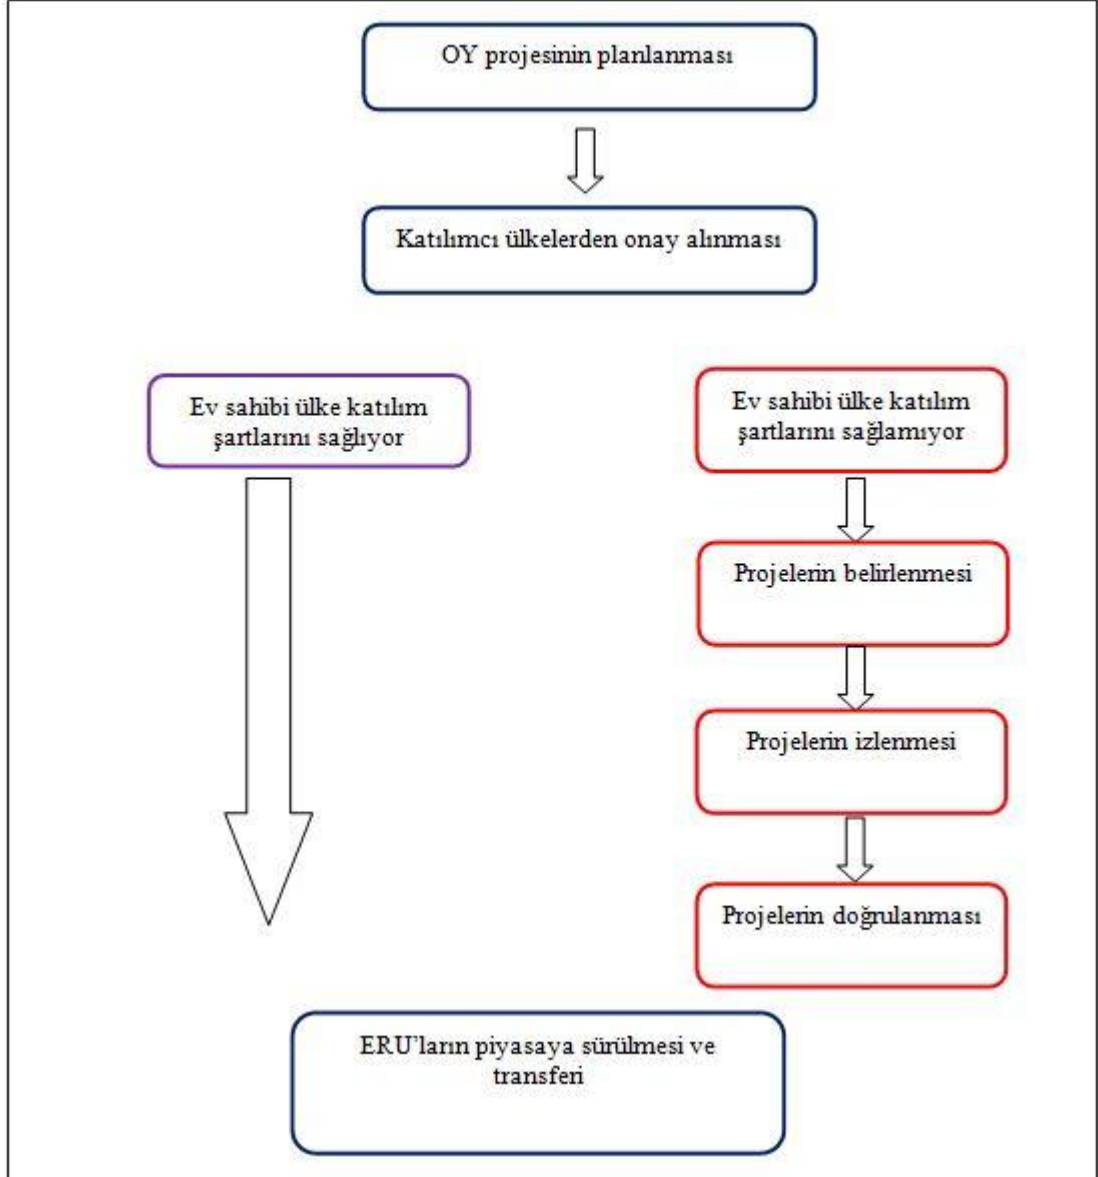 OY projesinin planlanması
Katılımcı ülkelerden onay alınması
Ev sahibi ülke katılım
şartlarını sağlıyor
Ev sahibi ülke katılım
şartlarını sağlamıyor
Projelerin belirlenmesi
Projelerin izlenmesi
Projelerin doğrulanması
ERU’ların piyasaya sürülmesi ve
transferi